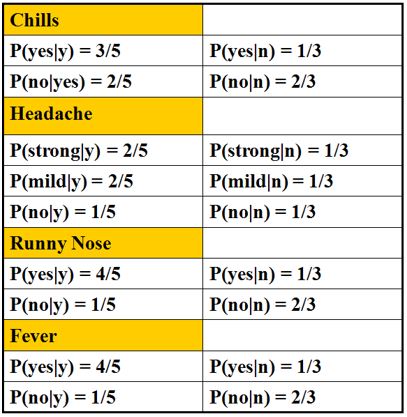 Chills
P(yes|y) = 3/5 P(yes|n) = 1/3
P(no|yes) = 2/5 P(no|n) = 2/3
Headache
P(strong|y) = 2/5 P(strong|n) = 1/3
P(mild|y) = 2/5 P(mild|n) = 1/3
P(no|y) = 1/5 P(no|n) = 1/3
Runny Nose
P(yes|y) = 4/5 P(yes|n) = 1/3
P(no|y) = 1/5 P(no|n) = 2/3
Fever
P(yes|y) = 4/5 P(yes|n) = 1/3
P(no|y) = 1/5 P(no|n) = 2/3